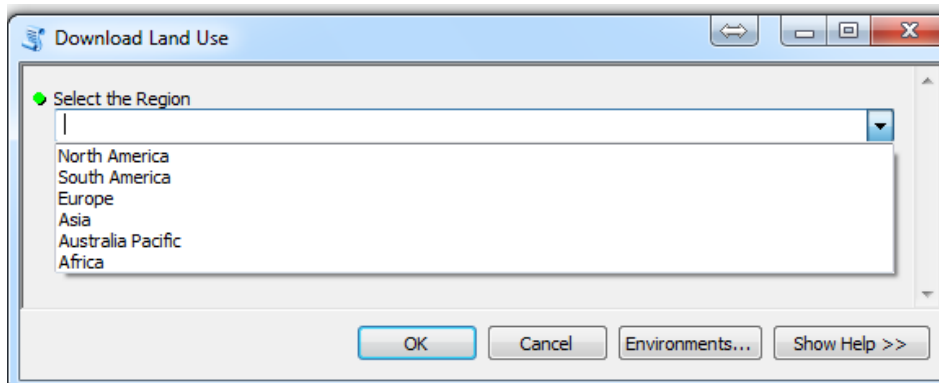 Download Land Use
Select the Region
North America
South America
Europe
Asia
Australia Pacific
Africa
OK Cancel Environments... Show Help >>